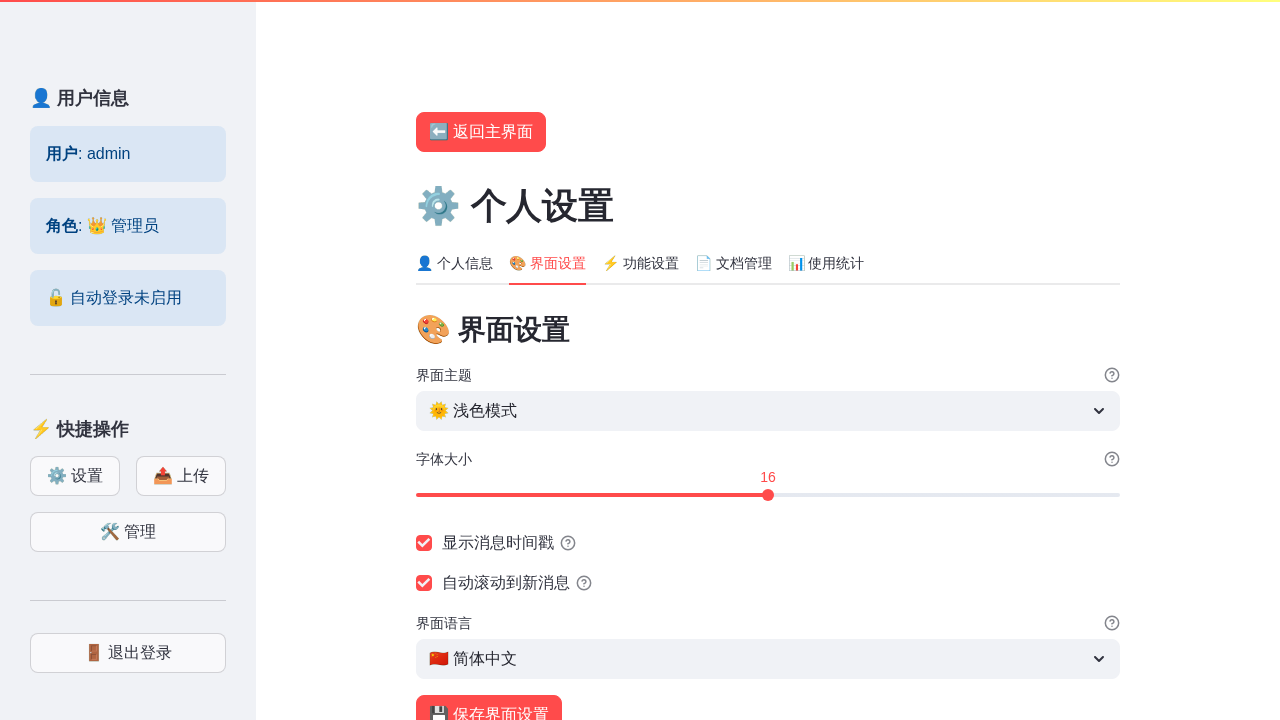 👤 用户信息
用户: admin
角色: 👑 管理员
🔓 自动登录未启用
⚡ 快捷操作
⚙️ 设置
📤 上传
🛠️ 管理
🚪 退出登录
⬅️ 返回主界面
⚙️ 个人设置
👤 个人信息 🎨 界面设置 ⚡ 功能设置 📄 文档管理 📊 使用统计
🎨 界面设置
界面主题
🌞 浅色模式
字体大小
16
显示消息时间戳
自动滚动到新消息
界面语言
🇨🇳 简体中文
💾 保存界面设置